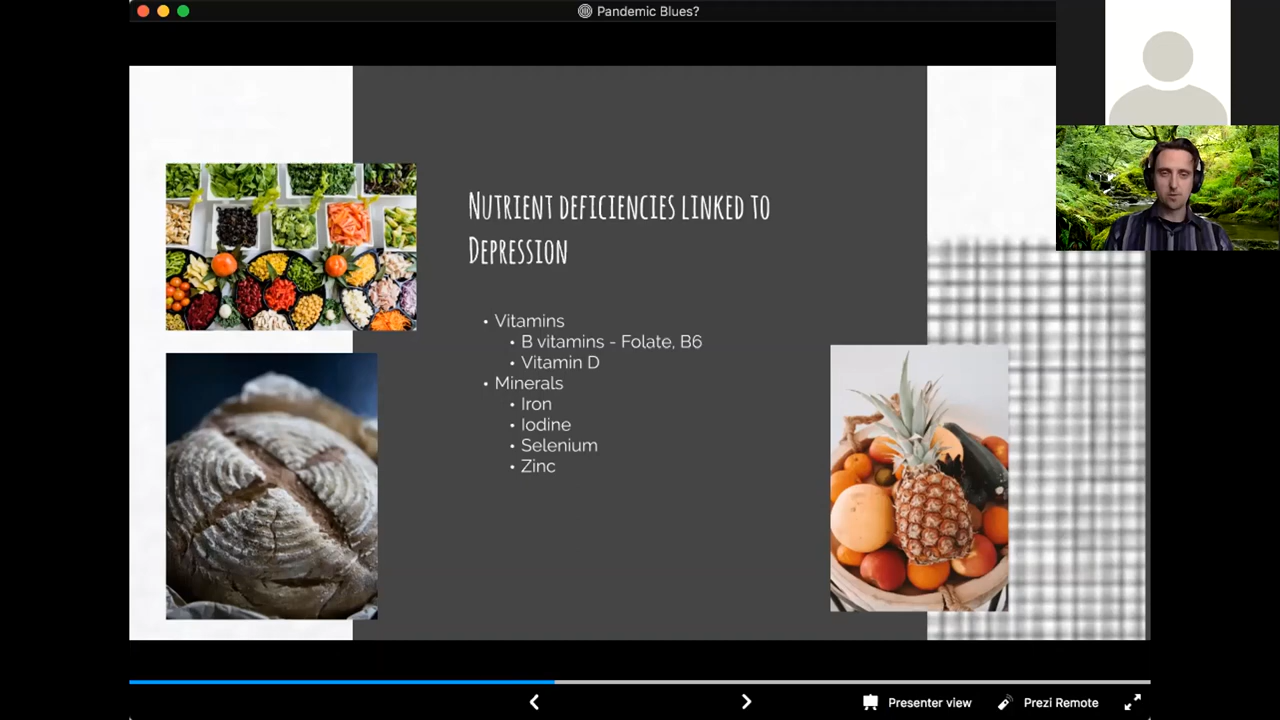 Pandemic Blues?
Nutrient deficiencies linked to
Depression
• Vitamins
• B vitamins - Folate, B6
• Vitamin D
• Minerals
• Iron
• Iodine
• Selenium
• Zinc
Presenter view
Prezi Remote